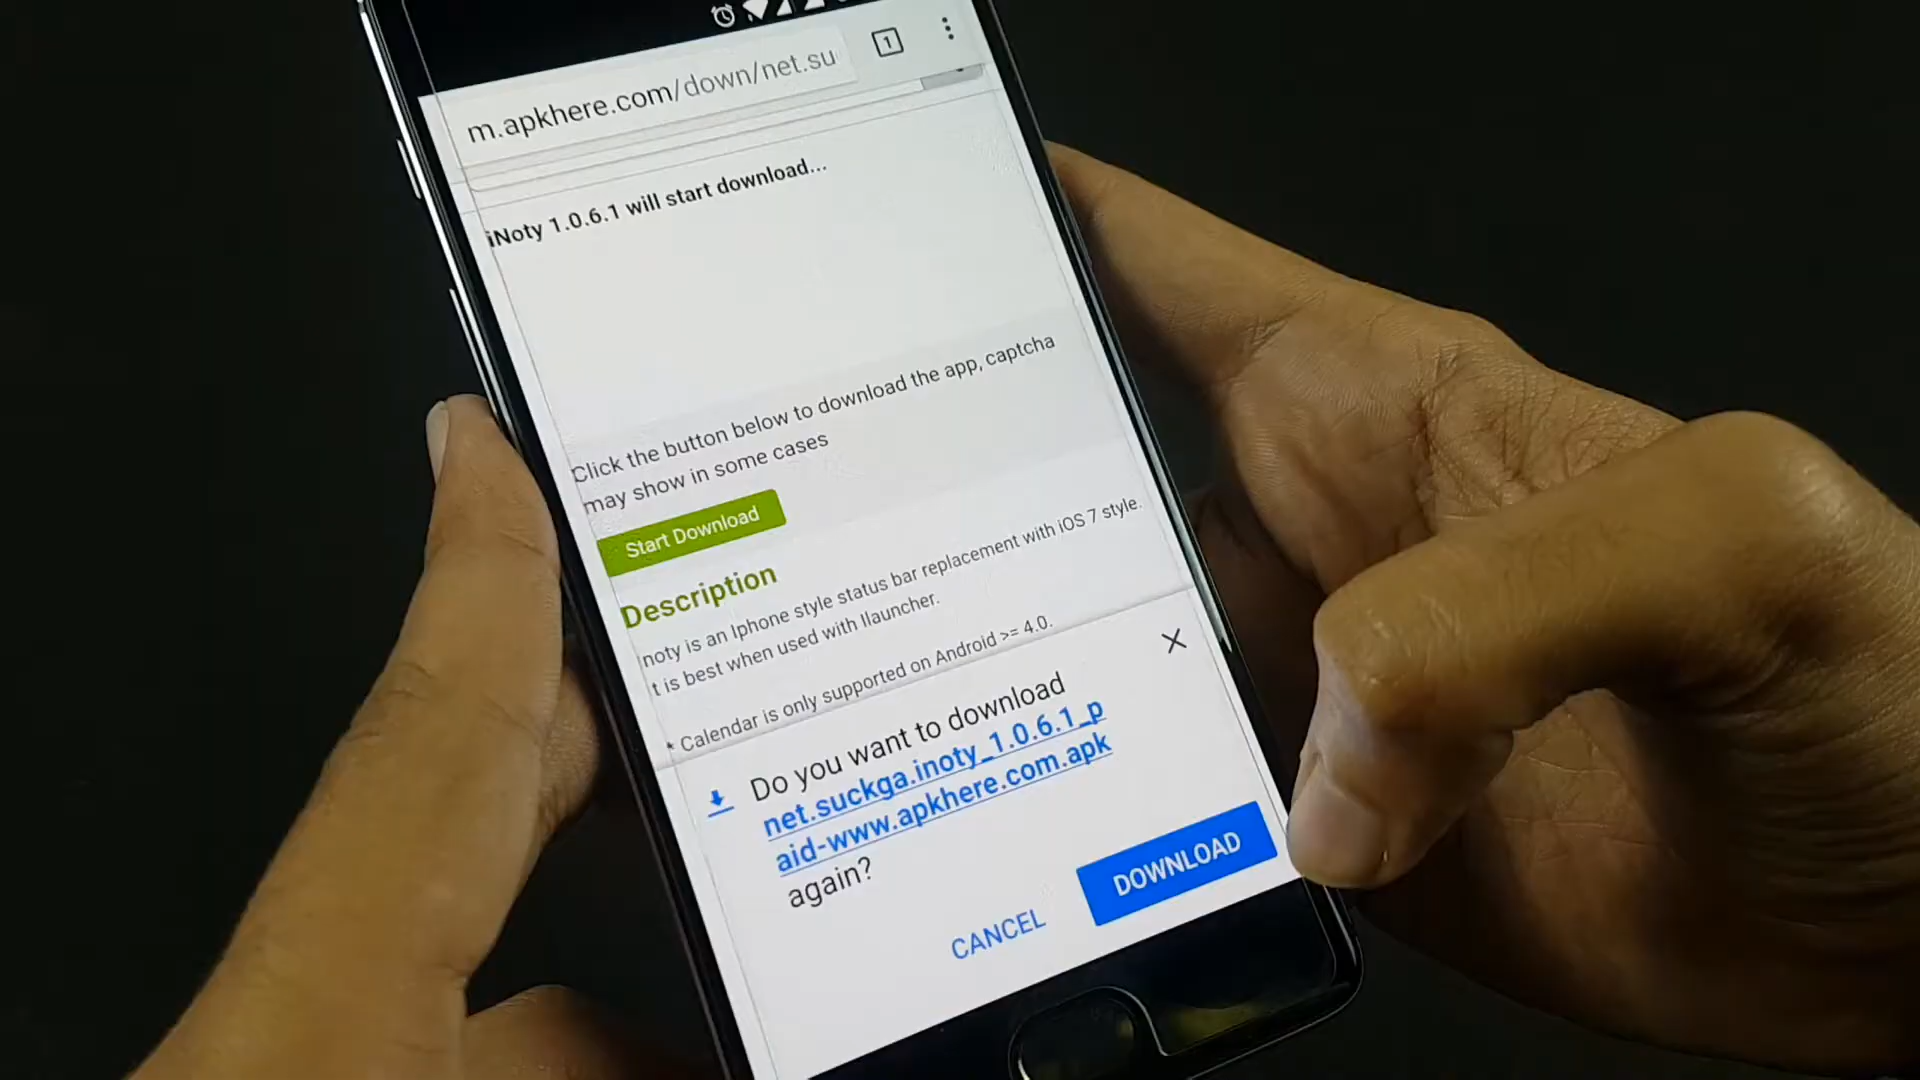 1
m.apkhere.com/down/net.su
iNoty 1.0.6.1 will start download...
Click the button below to download the app, captcha
may show in some cases
Start Download
Description
noty is an Iphone style status bar replacement with iOS 7 style.
t is best when used with Ilauncher.
* Calendar is only supported on Android >= 4.0.
Do you want to download
net.suckga.inoty_1.0.6.1_p
aid-www.apkhere.com.apk
again?
CANCEL
DOWNLOAD